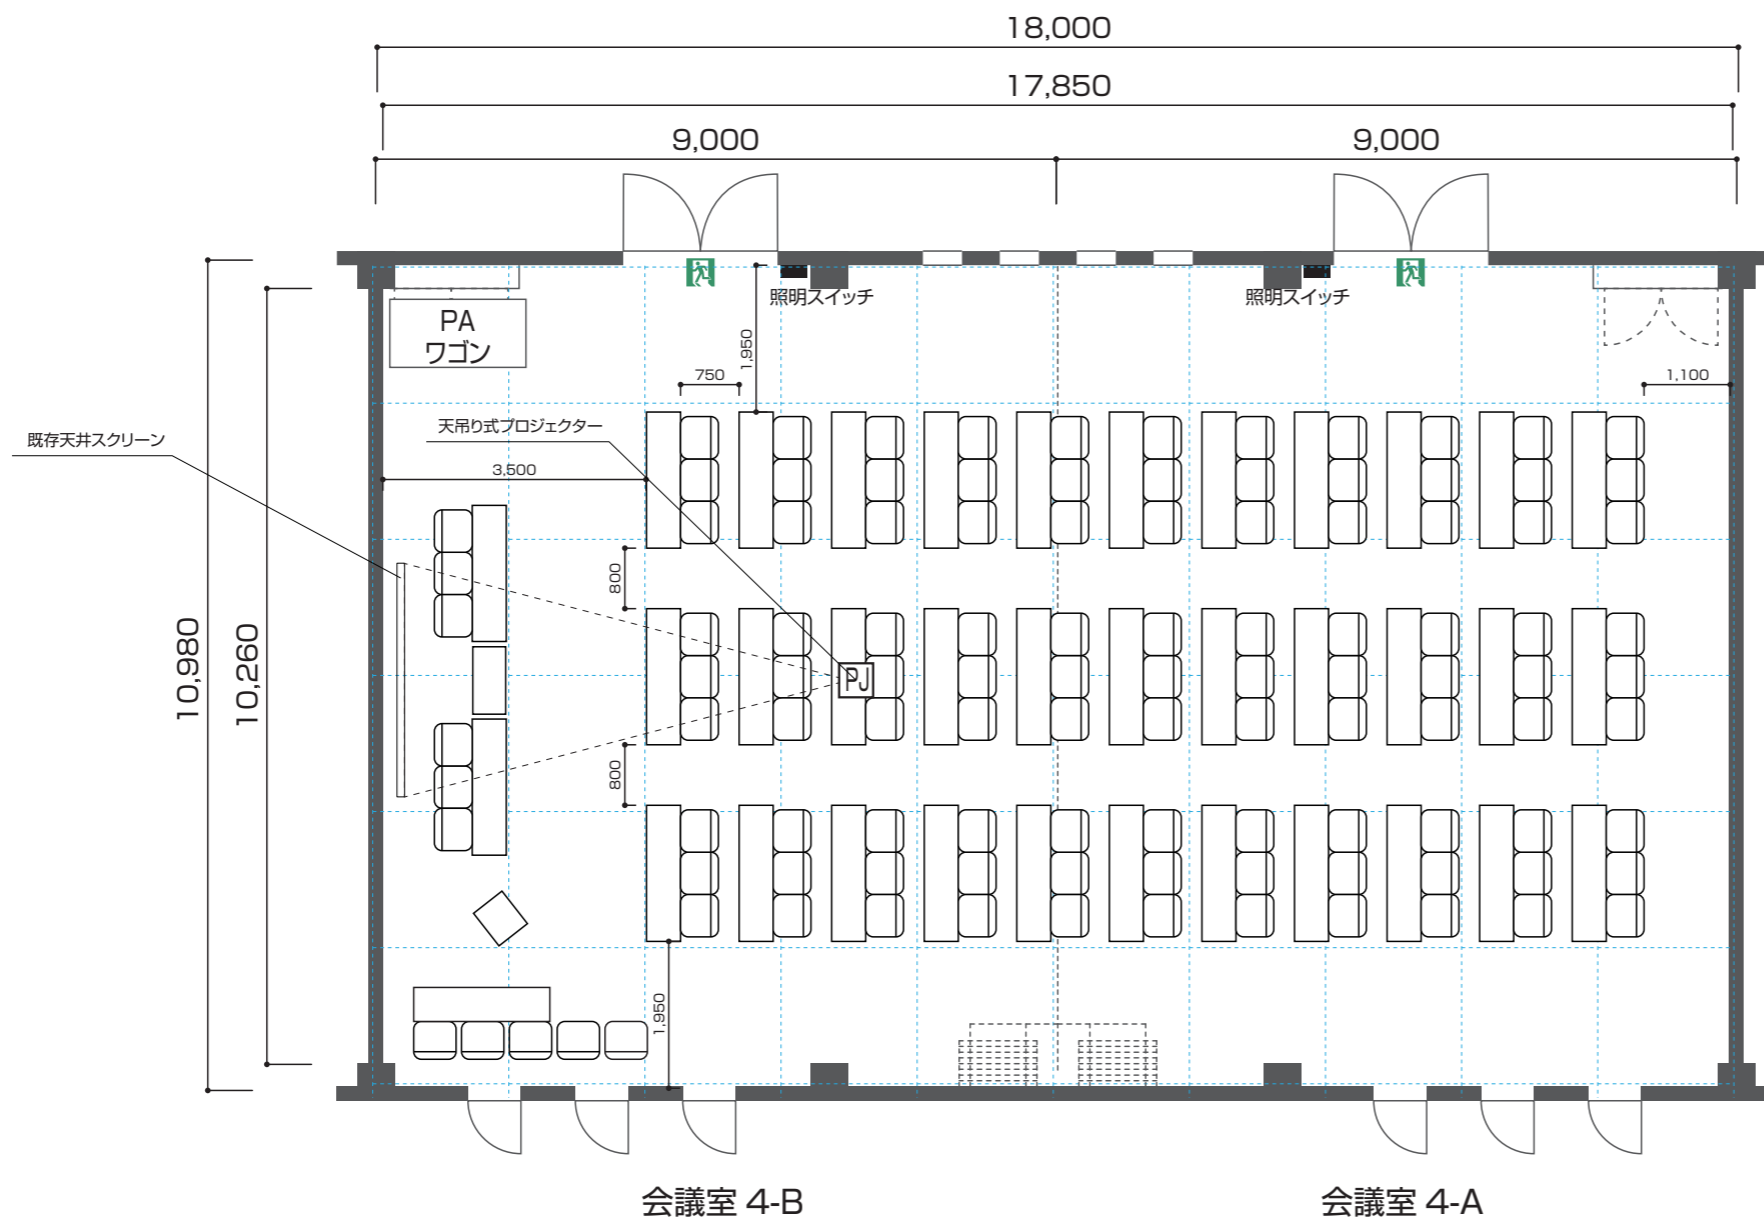 18,000
17,850
9,000
9,000
照明スイッチ
照明スイッチ
PA
ワゴン
1,950
750
1,100
天吊り式プロジェクター
既存天井スクリーン
3,500
800
10,980
10,260
PJ
800
1,950
会議室 4-B
会議室 4-A